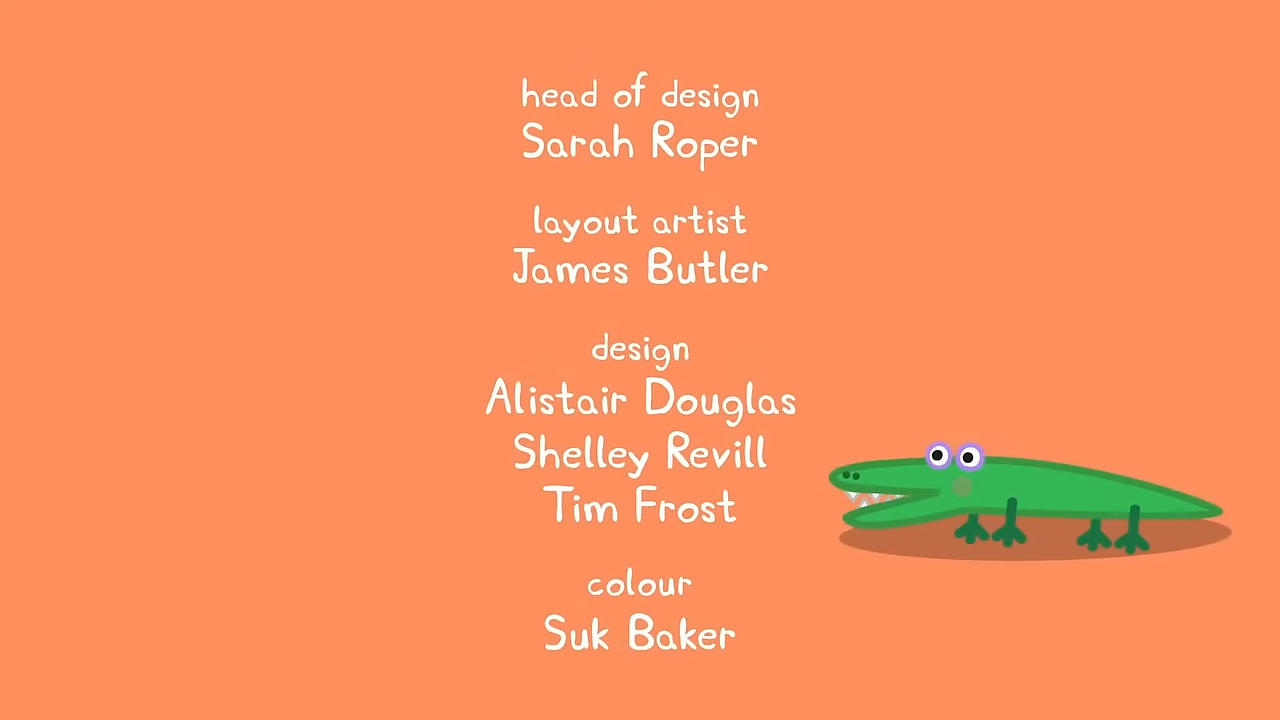 head of design
Sarah Roper
layout artist
James Butler
design
Alistair Douglas
Shelley Revill
Tim Frost
colour
Suk Baker